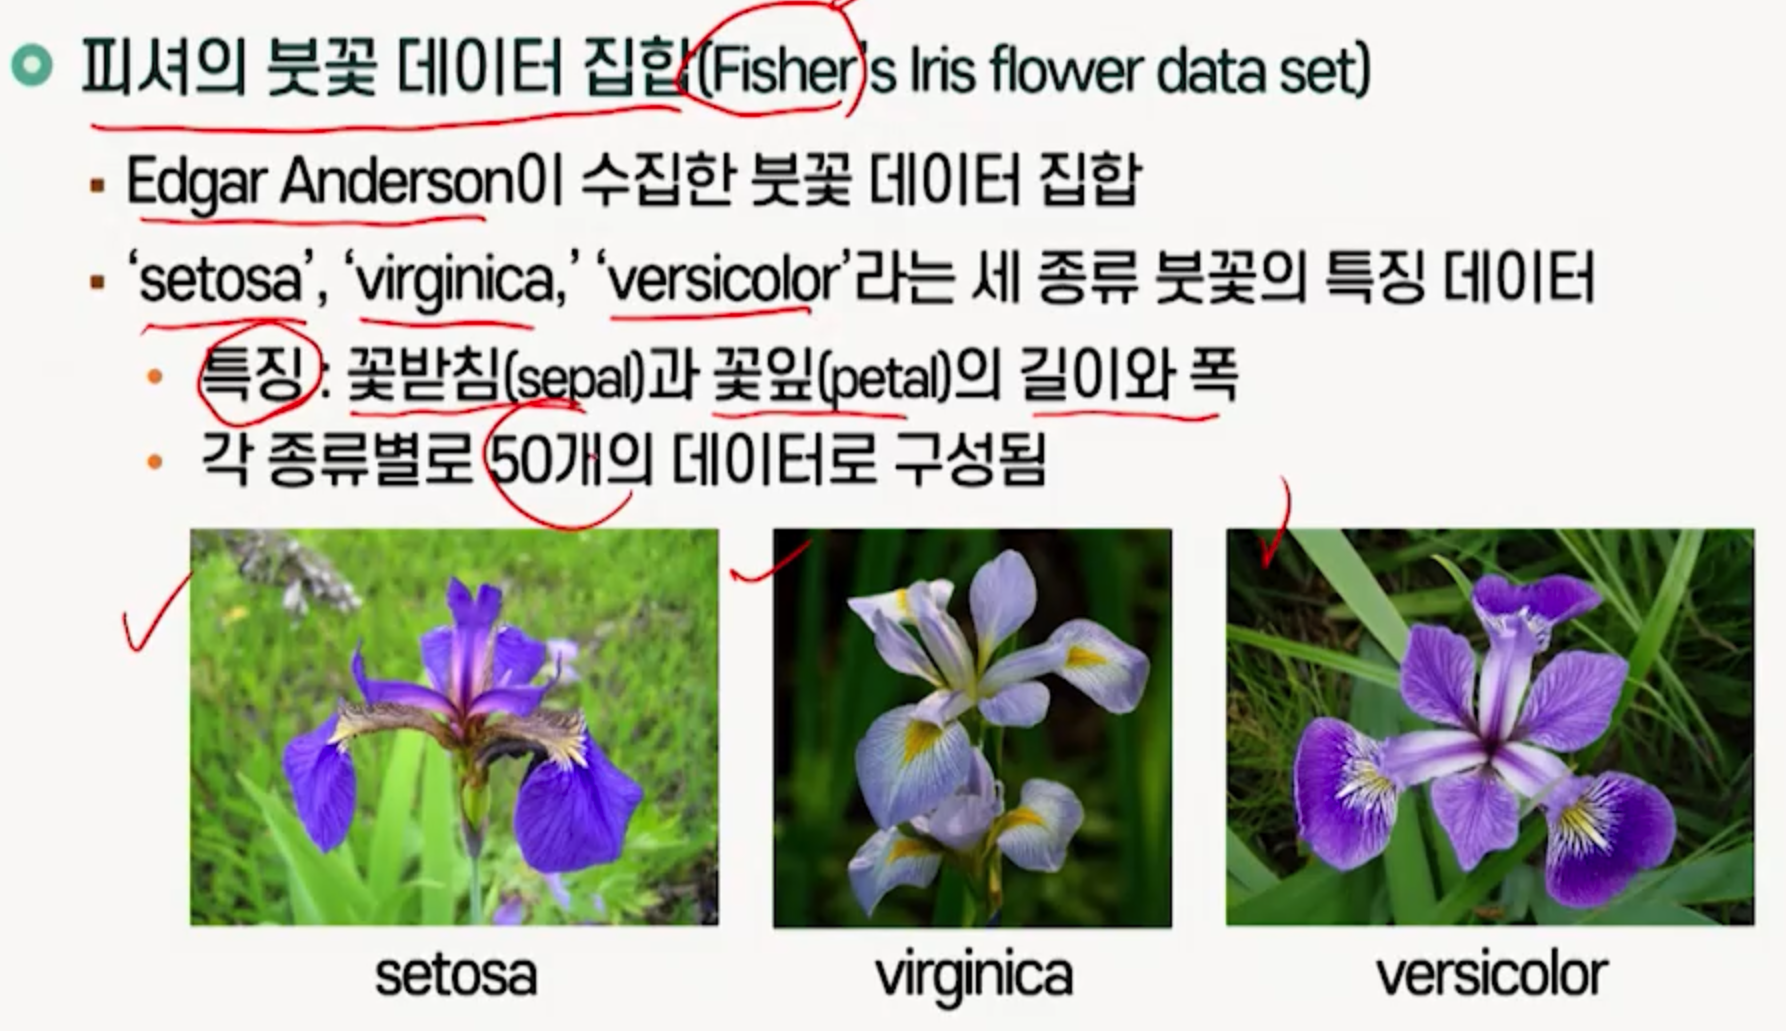 피셔의 붓꽃 데이터 집합(Fisher's Iris flower data set)
Edgar Anderson이 수집한 붓꽃 데이터 집합
‘setosa’, ‘virginica,’ ‘versicolor’라는 세 종류 붓꽃의 특징 데이터
특징 : 꽃받침(sepal)과 꽃잎(petal)의 길이와 폭
각 종류별로 50개의 데이터로 구성됨
setosa
virginica
versicolor